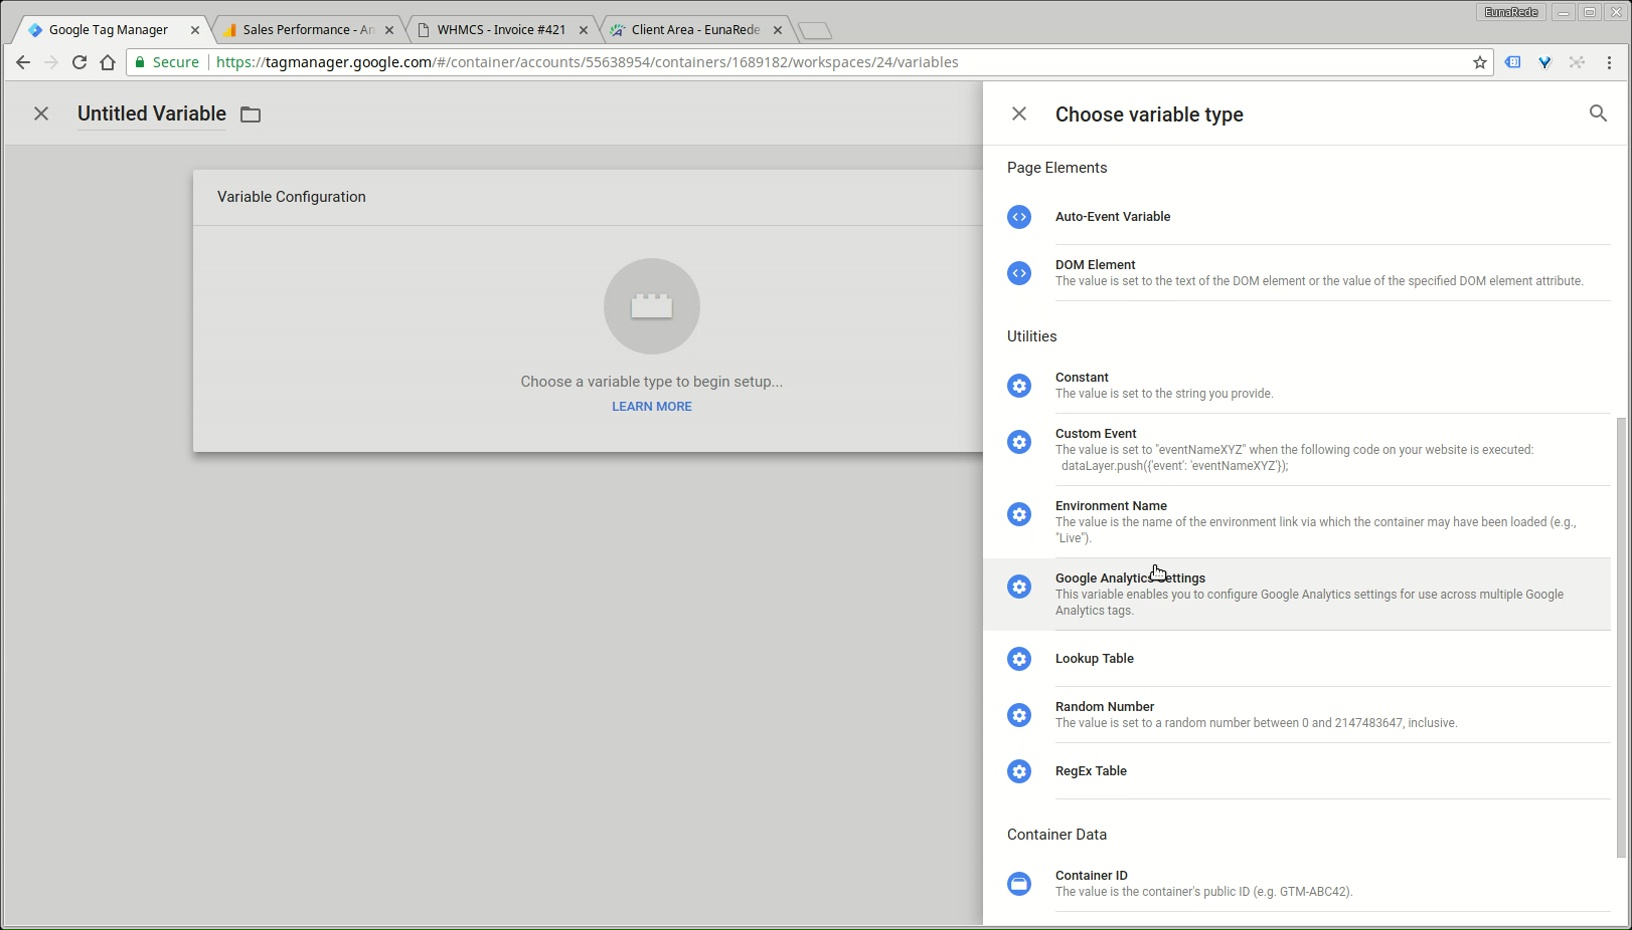 EunaRede
Google Tag Manager
Sales Performance - An
WHMCS - Invoice #421
Client Area - EunaRede
Secure
https://tagmanager.google.com/#/container/accounts/55638954/containers/1689182/workspaces/24/variables
Untitled Variable
Choose variable type
Page Elements
Variable Configuration
Auto-Event Variable
DOM Element
The value is set to the text of the DOM element or the value of the specified DOM element attribute.
Utilities
Choose a variable type to begin setup...
LEARN MORE
Constant
The value is set to the string you provide.
Custom Event
The value is set to "eventNameXYZ" when the following code on your website is executed:
dataLayer.push({'event': 'eventNameXYZ'});
Environment Name
The value is the name of the environment link via which the container may have been loaded (e.g.,
"Live").
Google Analytics Settings
This variable enables you to configure Google Analytics settings for use across multiple Google
Analytics tags.
Lookup Table
Random Number
The value is set to a random number between 0 and 2147483647, inclusive.
RegEx Table
Container Data
Container ID
The value is the container's public ID (e.g. GTM-ABC42).